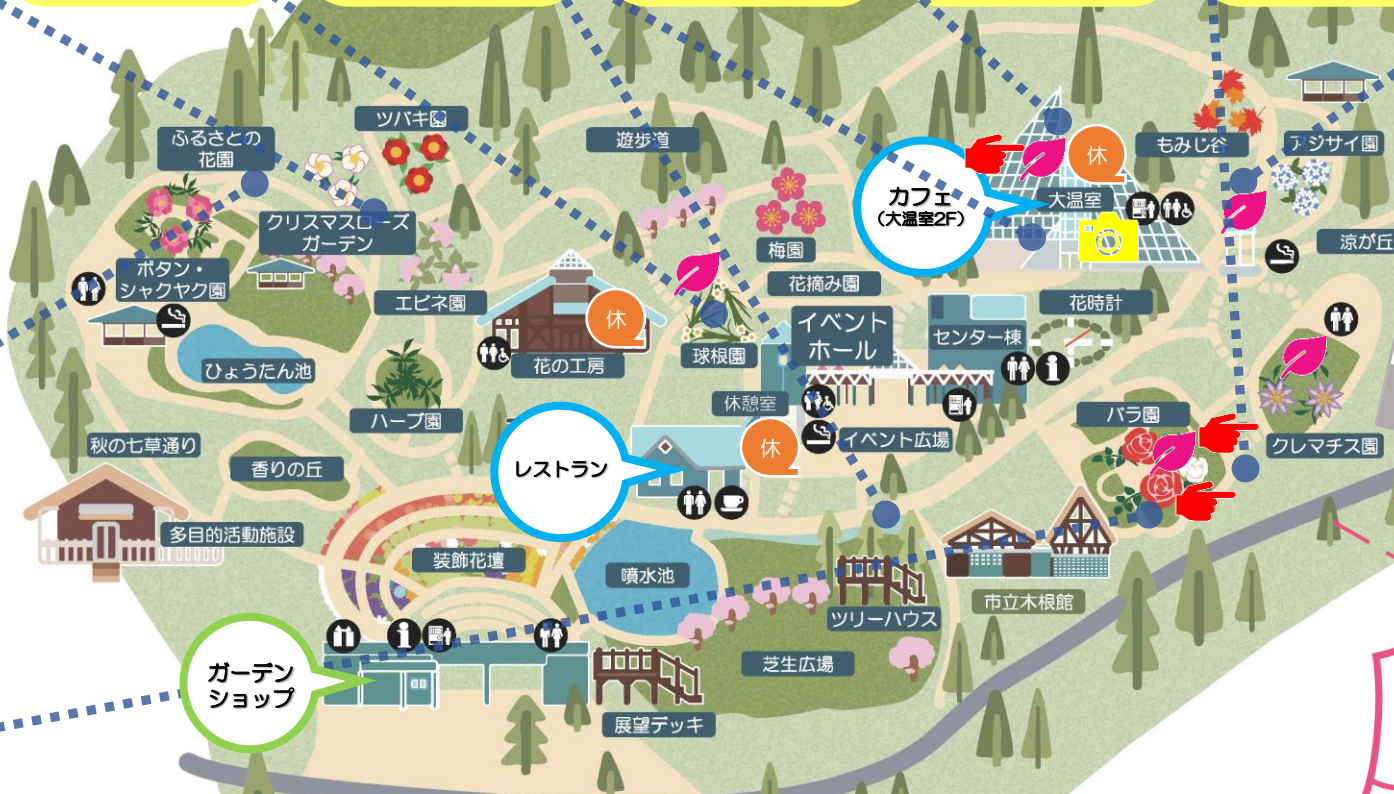 ツバキ園
ふるさとの
花園
遊歩道
休
もみじ谷
アジサイ園
カフェ
(大温室2F)
大温室
クリスマスローズ
ガーデン
梅園
涼が丘
ボタン・
シャクヤク園
エビネ園
花摘み園
花時計
休
イベント
ホール
センター棟
ひょうたん池
花の工房
球根園
休憩室
ハーブ園
バラ園
秋の七草通り
香りの丘
レストラン
休
イベント広場
クレマチス園
多目的活動施設
装飾花壇
噴水池
市立木根館
ツリーハウス
ガーデン
ショップ
芝生広場
展望デッキ